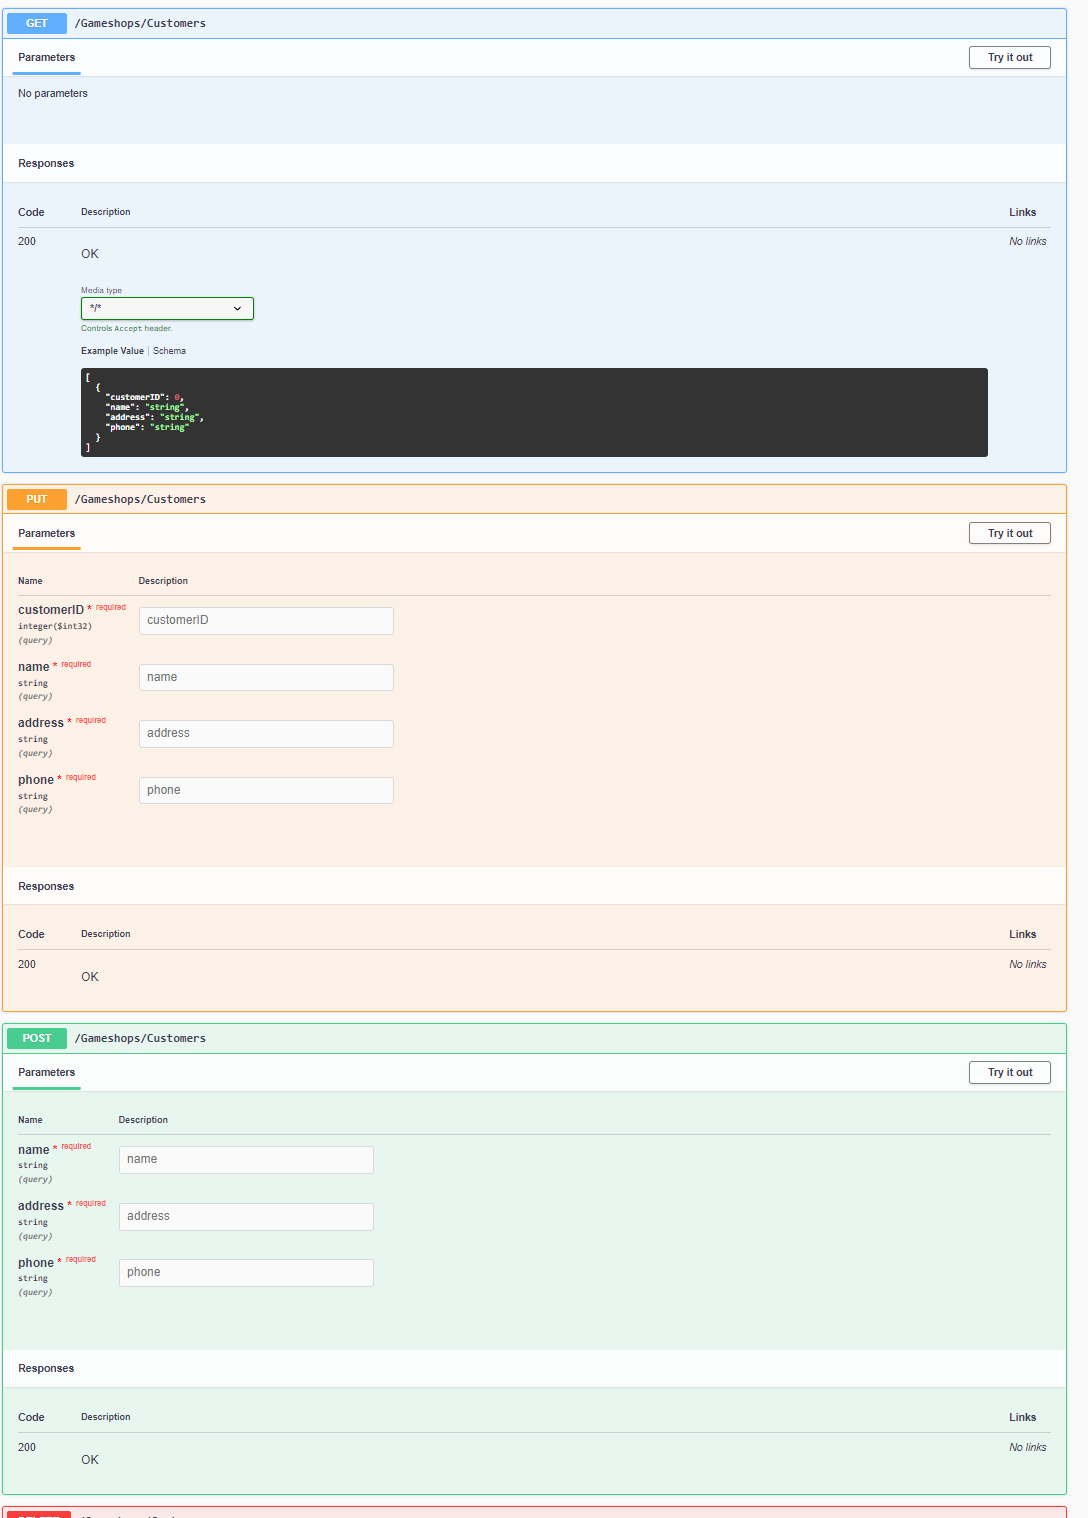 GET /Gameshops/Customers
Parameters Try it out
No parameters
Responses
Code Description Links
200 No links
OK
Media type
*/*
Controls Accept header.
Example Value | Schema
[
{
"customerID": 0,
"name": "string",
"address": "string",
"phone": "string"
}
]
PUT /Gameshops/Customers
Parameters Try it out
Name Description
customerID * required
integer($int32)
(query)
customerID
name * required
string
(query)
name
address * required
string
(query)
address
phone * required
string
(query)
phone
Responses
Code Description Links
200 No links
OK
POST /Gameshops/Customers
Parameters Try it out
Name Description
name * required
string
(query)
name
address * required
string
(query)
address
phone * required
string
(query)
phone
Responses
Code Description Links
200 No links
OK